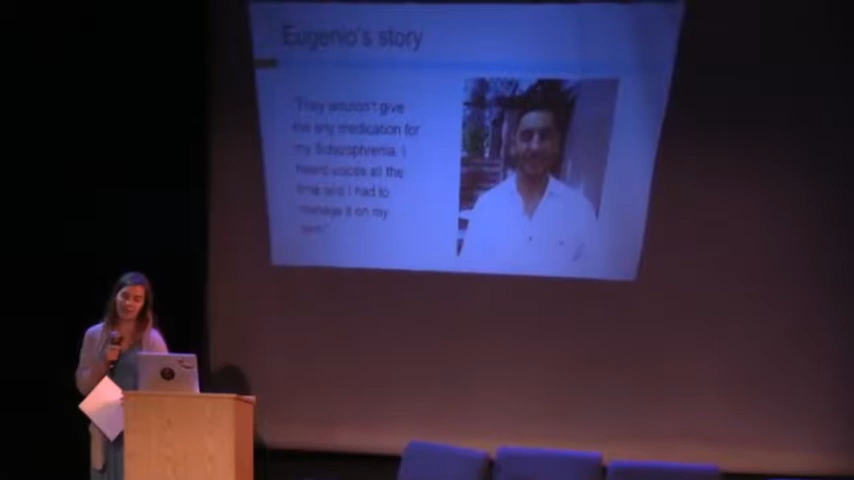 Eugenio's story
"They wouldn't give
me any medication for
my Schizophrenia. I
heard voices all the
time and I had to
manage it on my
own"